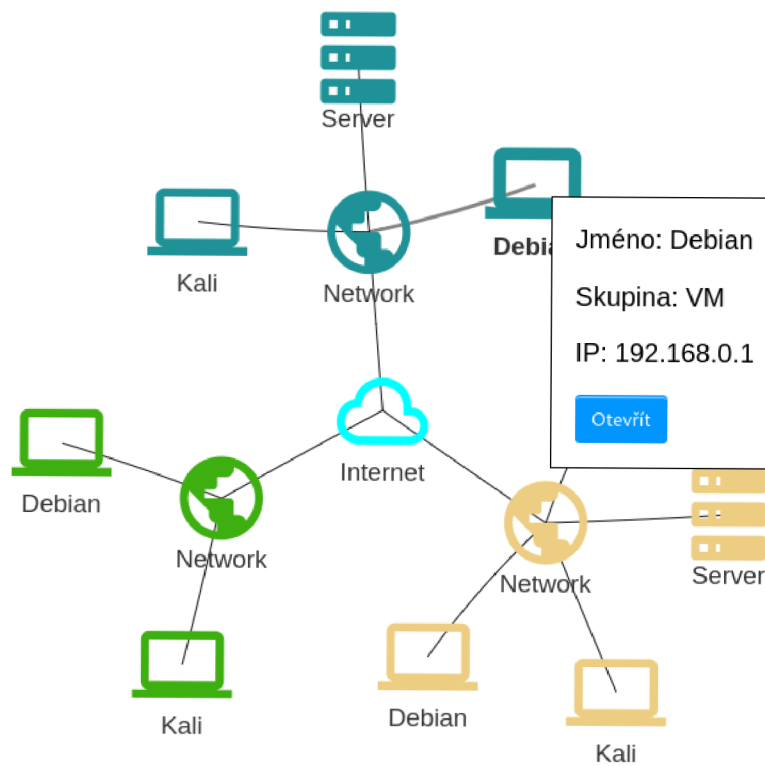 Server
Debia
Jméno: Debian
Skupina: VM
IP: 192.168.0.1
Otevřít
Kali
Network
Internet
Debian
Network
Network
Server
Kali
Debian
Kali